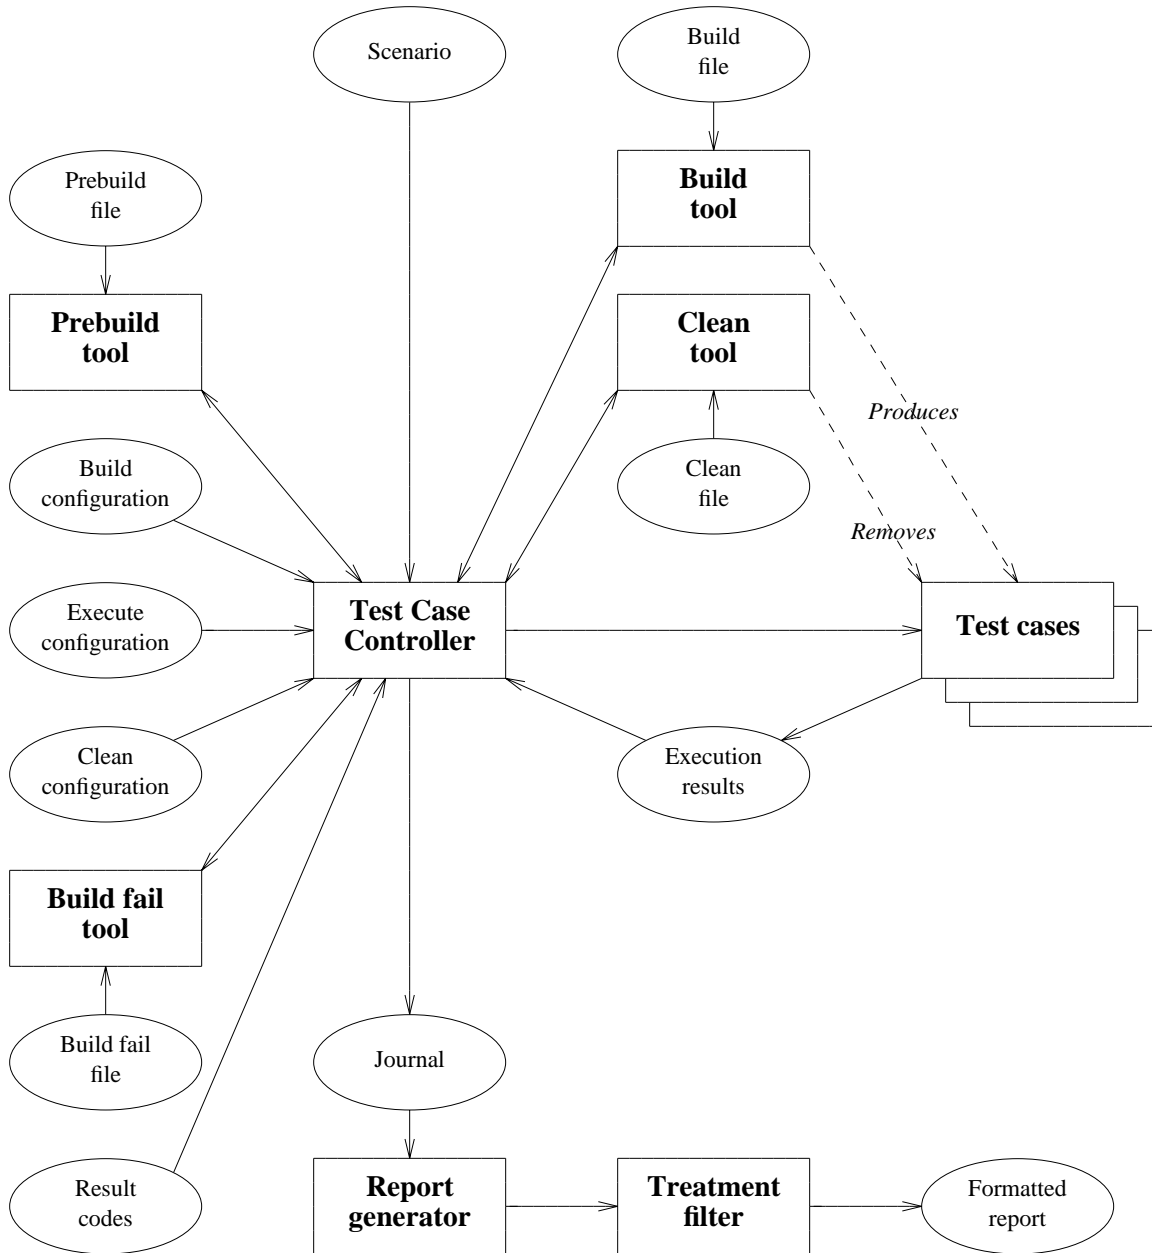 Scenario
Build
file
Prebuild
file
Build
tool
Prebuild
tool
Clean
tool
Produces
Build
configuration
Clean
file
Removes
Execute
configuration
Test Case
Controller
Test cases
Clean
configuration
Execution
results
Build fail
tool
Build fail
file
Journal
Result
codes
Report
generator
Treatment
filter
Formatted
report